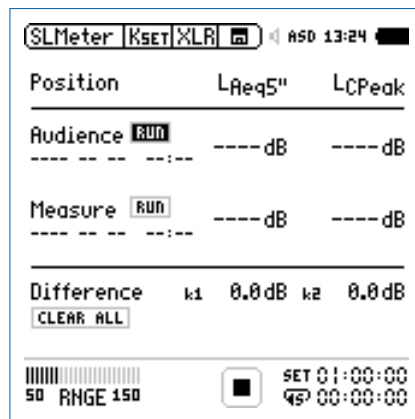 SLMeter KSET XLR ASD 13:24
Position LAeq5" LCPeak
Audience RUN ----dB ----dB
---- -- -- --:--
Measure RUN ----dB ----dB
---- -- -- --:--
Difference k1 0.0dB k2 0.0dB
CLEAR ALL
SET 01:00:00
50 RNGE 150 00:00:00